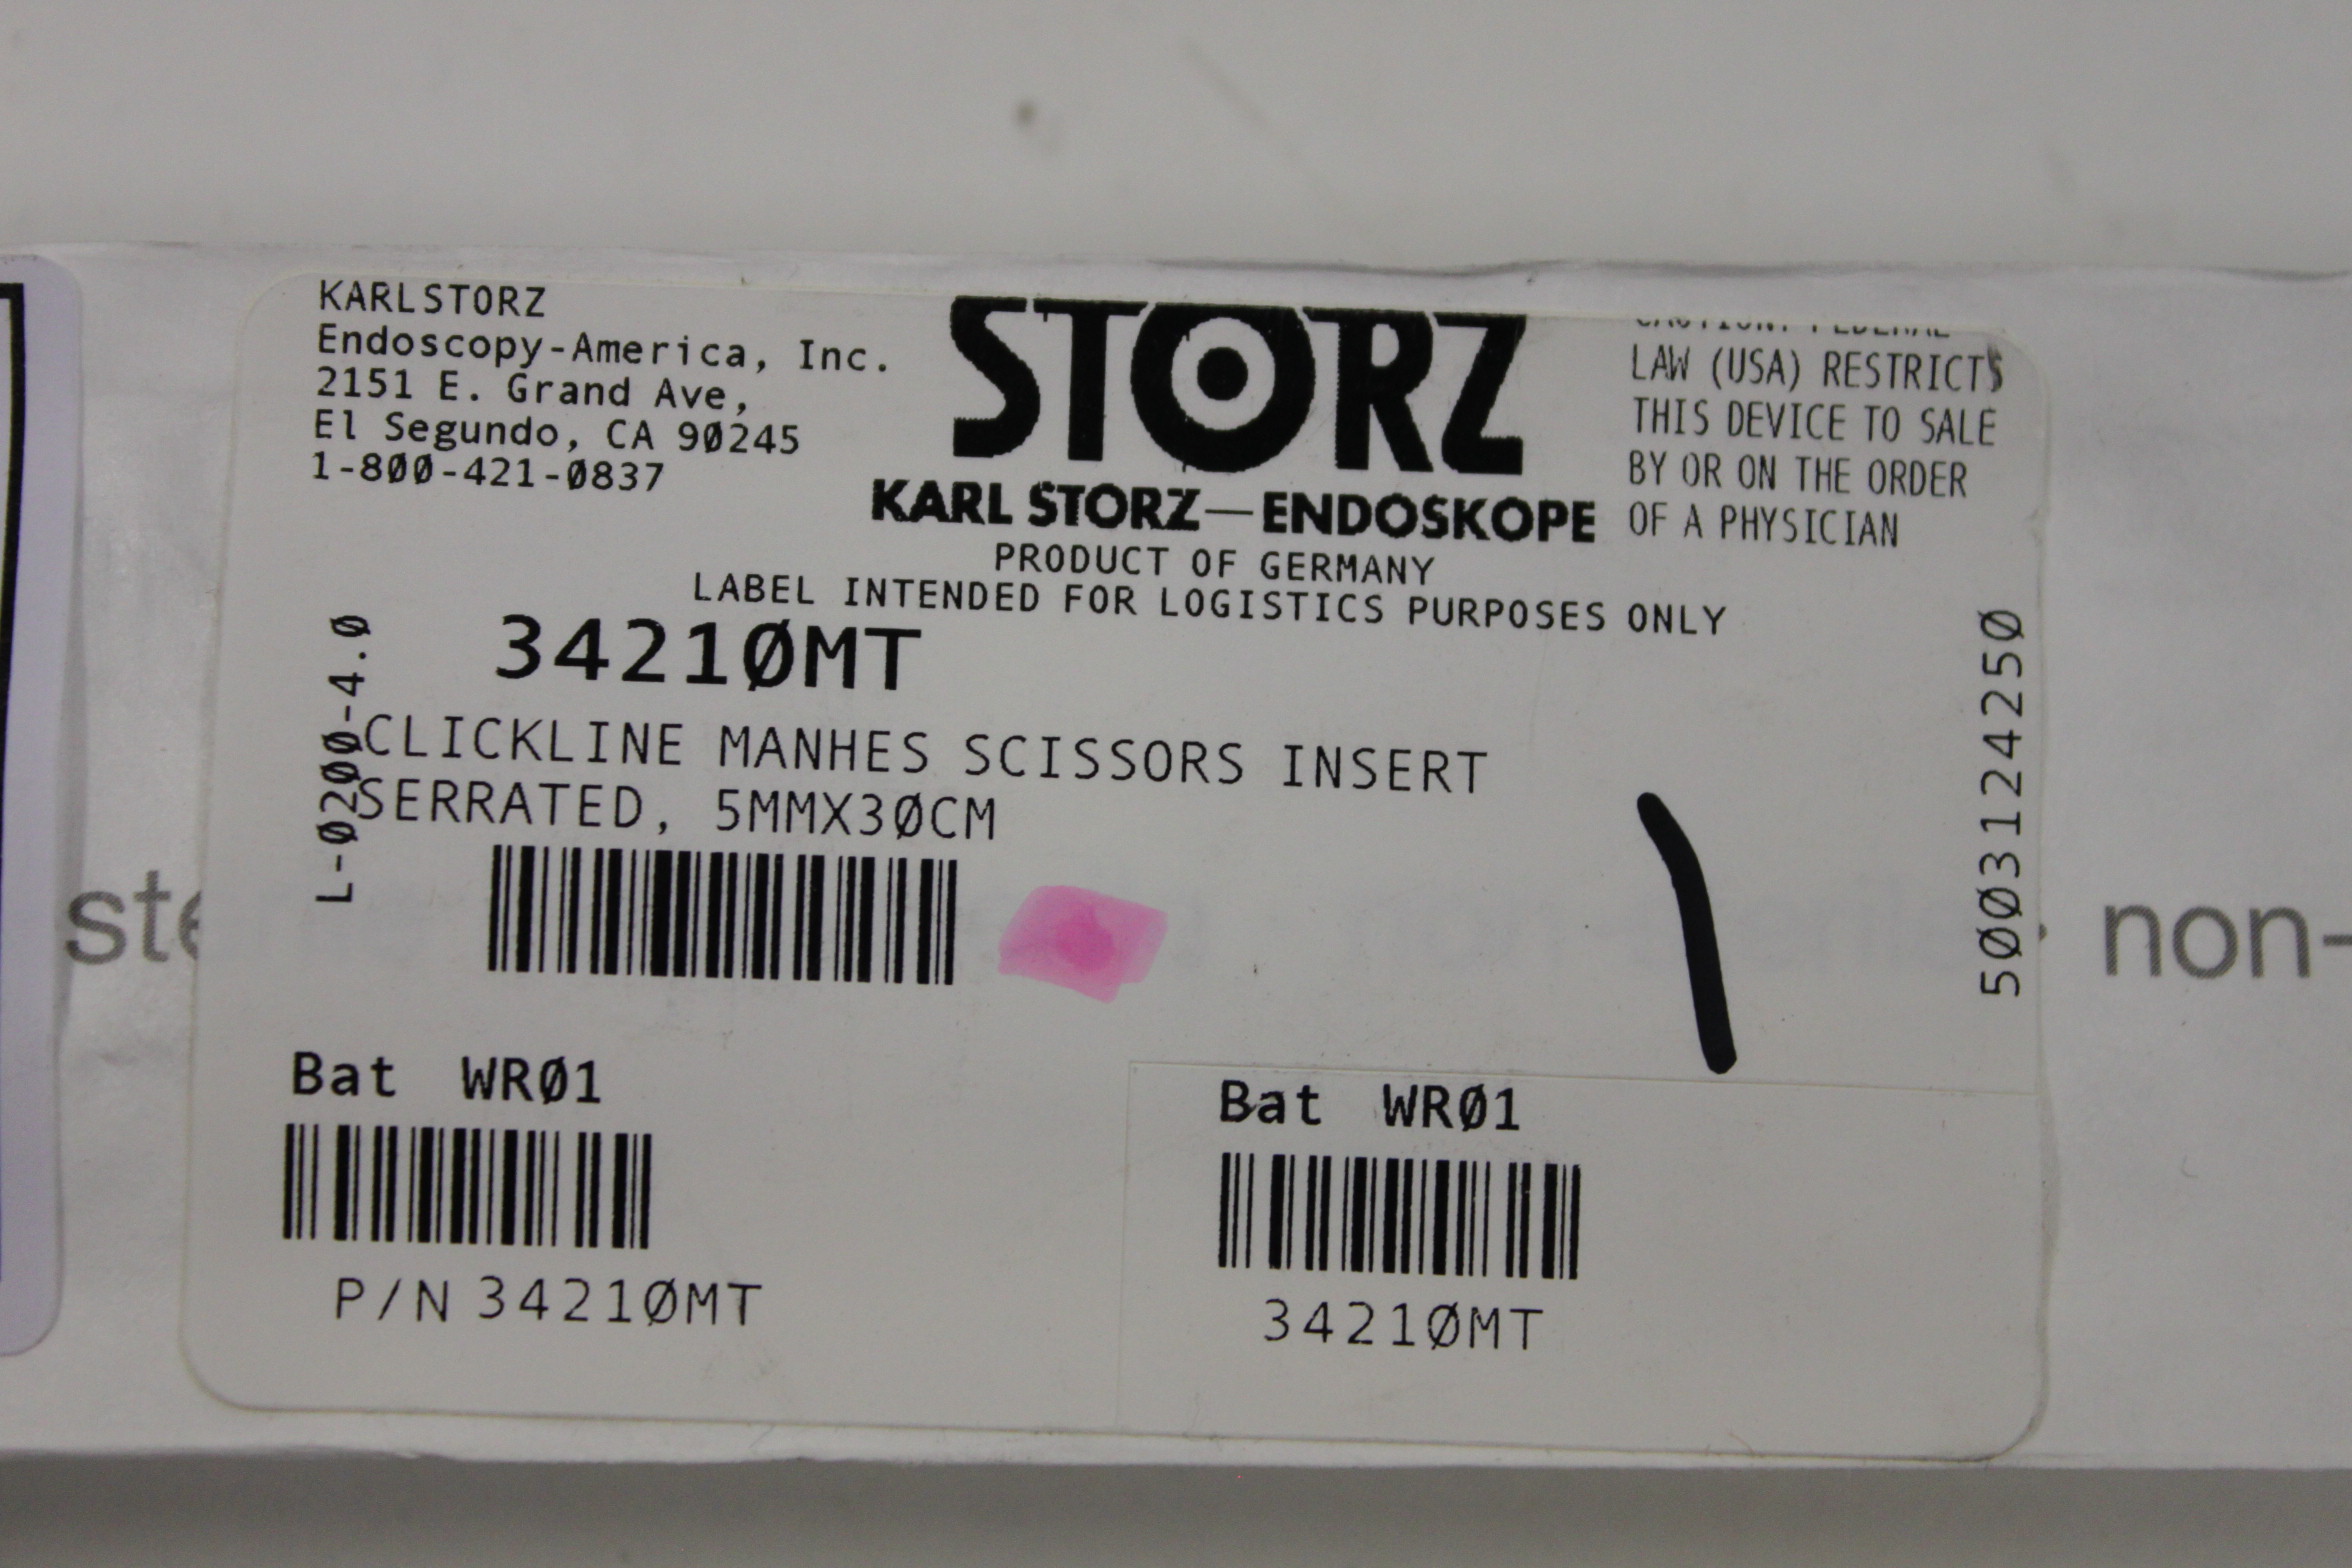 KARLSTORZ
Endoscopy-America, Inc.
2151 E. Grand Ave,
El Segundo, CA 90245
1-800-421-0837
STORZ
KARL STORZ—ENDOSKOPE
CAUTION: FEDERAL
LAW (USA) RESTRICTS
THIS DEVICE TO SALE
BY OR ON THE ORDER
OF A PHYSICIAN
PRODUCT OF GERMANY
LABEL INTENDED FOR LOGISTICS PURPOSES ONLY
34210MT
L-0200-4.0
CLICKLINE MANHES SCISSORS INSERT
SERRATED, 5MMX30CM
5003124250
non-
Bat WR01
P/N 34210MT
Bat WR01
34210MT